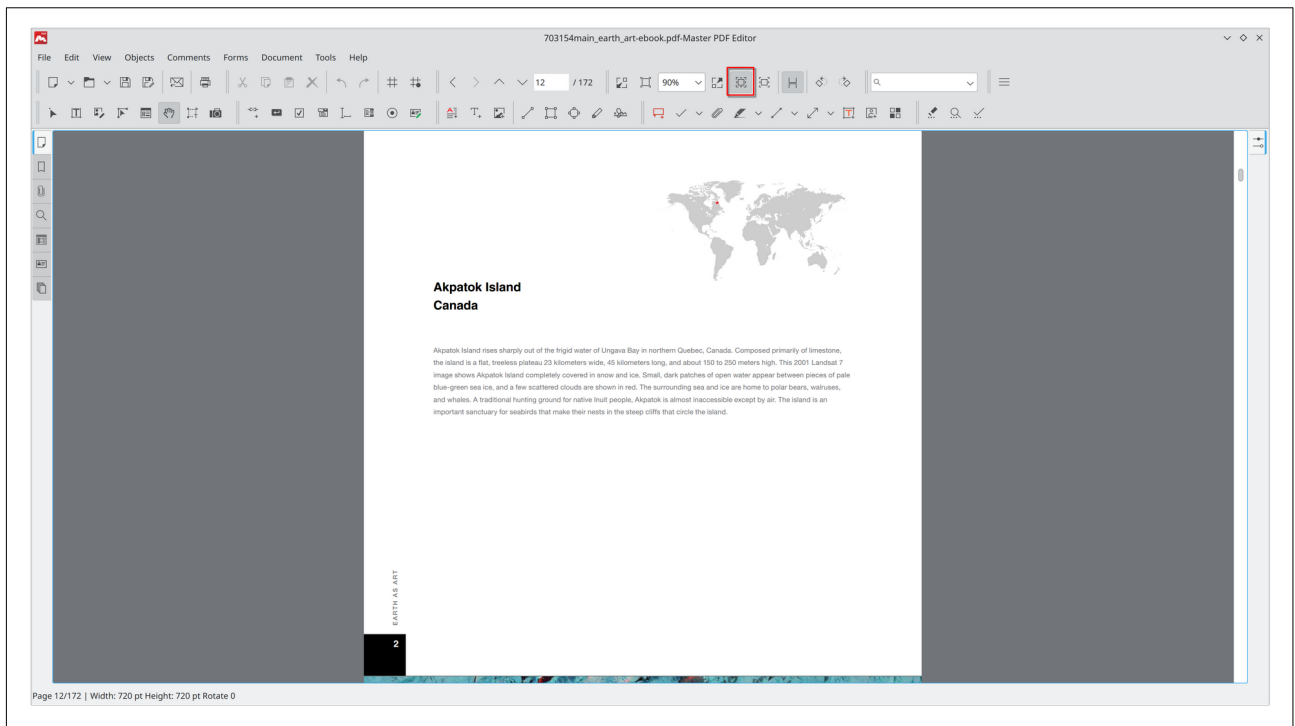 703154main_earth_art-ebook.pdf-Master PDF Editor
File Edit View Objects Comments Forms Document Tools Help
12 / 172 90%
Akpatok Island
Canada
Akpatok Island rises sharply out of the frigid water of Ungava Bay in northern Quebec, Canada. Composed primarily of limestone,
the island is a flat, treeless plateau 23 kilometers wide, 45 kilometers long, and about 150 to 250 meters high. This 2001 Landsat 7
image shows Akpatok Island completely covered in snow and ice. Small, dark patches of open water appear between pieces of pale
blue-green sea ice, and a few scattered clouds are shown in red. The surrounding sea and ice are home to polar bears, walruses,
and whales. A traditional hunting ground for native Inuit people, Akpatok is almost inaccessible except by air. The island is an
important sanctuary for seabirds that make their nests in the steep cliffs that circle the island.
EARTH AS ART
2
Page 12/172 | Width: 720 pt Height: 720 pt Rotate 0